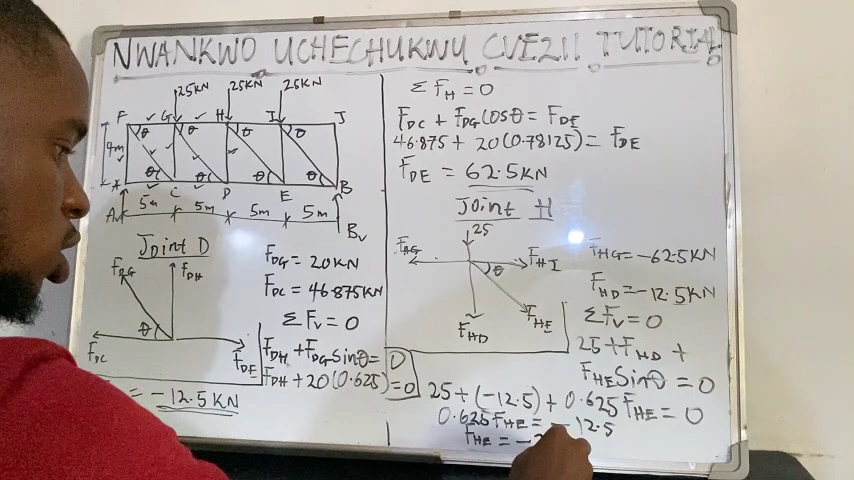 NWANKWO UCHECHUKWU CVE211 TUTORIAL
25KN 25KN 25KN
F G H I J
θ θ θ θ
4m
θ θ θ θ
A C D E B
5m 5m 5m 5m
Av Bv
Joint D
FDG FDH
θ
FDC FDE
FDG = 20KN
FDC = 46.875KN
ΣFv = 0
FDH + FDG sinθ = 0
FDH + 20(0.625) = 0
= -12.5KN
ΣFH = 0
FDC + FDG Cosθ = FDE
46.875 + 20(0.78125) = FDE
FDE = 62.5KN
Joint H
25
FHG FHI
θ
FHD FHE
FHG = -62.5KN
FHD = -12.5KN
ΣFv = 0
25 + FHD +
FHE Sinθ = 0
25 + (-12.5) + 0.625 FHE = 0
0.625 FHE = -12.5
FHE = -2